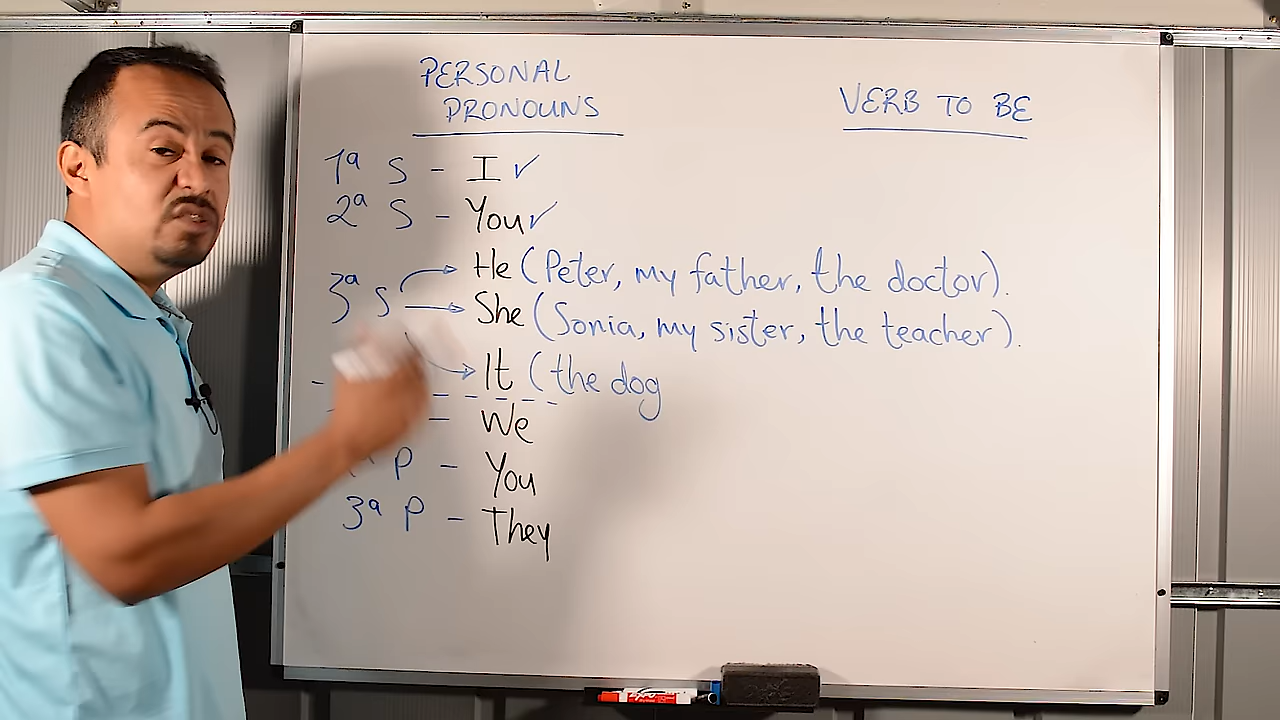 PERSONAL
PRONOUNS
VERB TO BE
1ª S - I ✓
2ª S - You ✓
3ª S
He (Peter, my father, the doctor).
She (Sonia, my sister, the teacher).
It (the dog
- We
P - You
3ª P - They